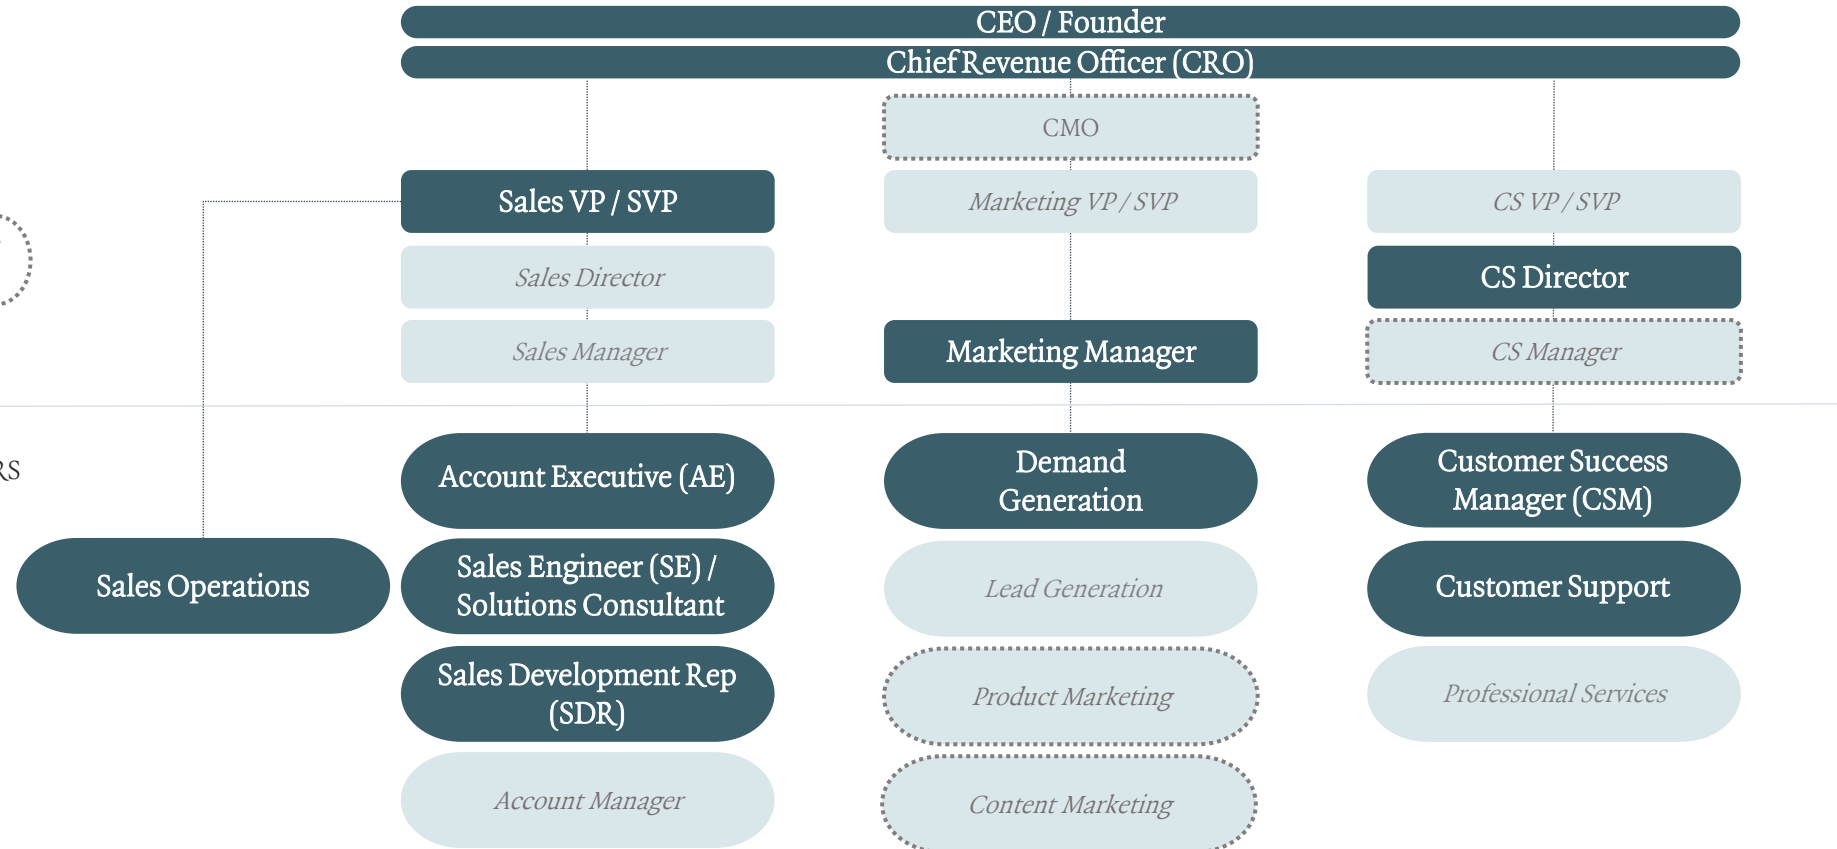 CEO / Founder
Chief Revenue Officer (CRO)
CMO
Sales VP / SVP
Marketing VP / SVP
CS VP / SVP
Sales Director
CS Director
Sales Manager
Marketing Manager
CS Manager
RS
Account Executive (AE)
Demand
Generation
Customer Success
Manager (CSM)
Sales Operations
Sales Engineer (SE) /
Solutions Consultant
Lead Generation
Customer Support
Sales Development Rep
(SDR)
Product Marketing
Professional Services
Account Manager
Content Marketing